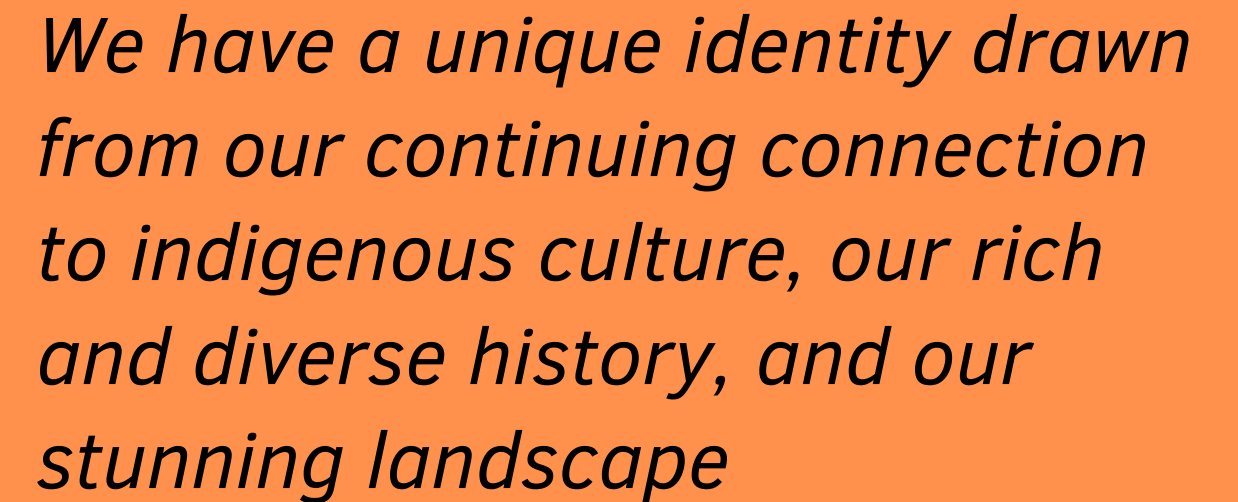 We have a unique identity drawn
from our continuing connection
to indigenous culture, our rich
and diverse history, and our
stunning landscape